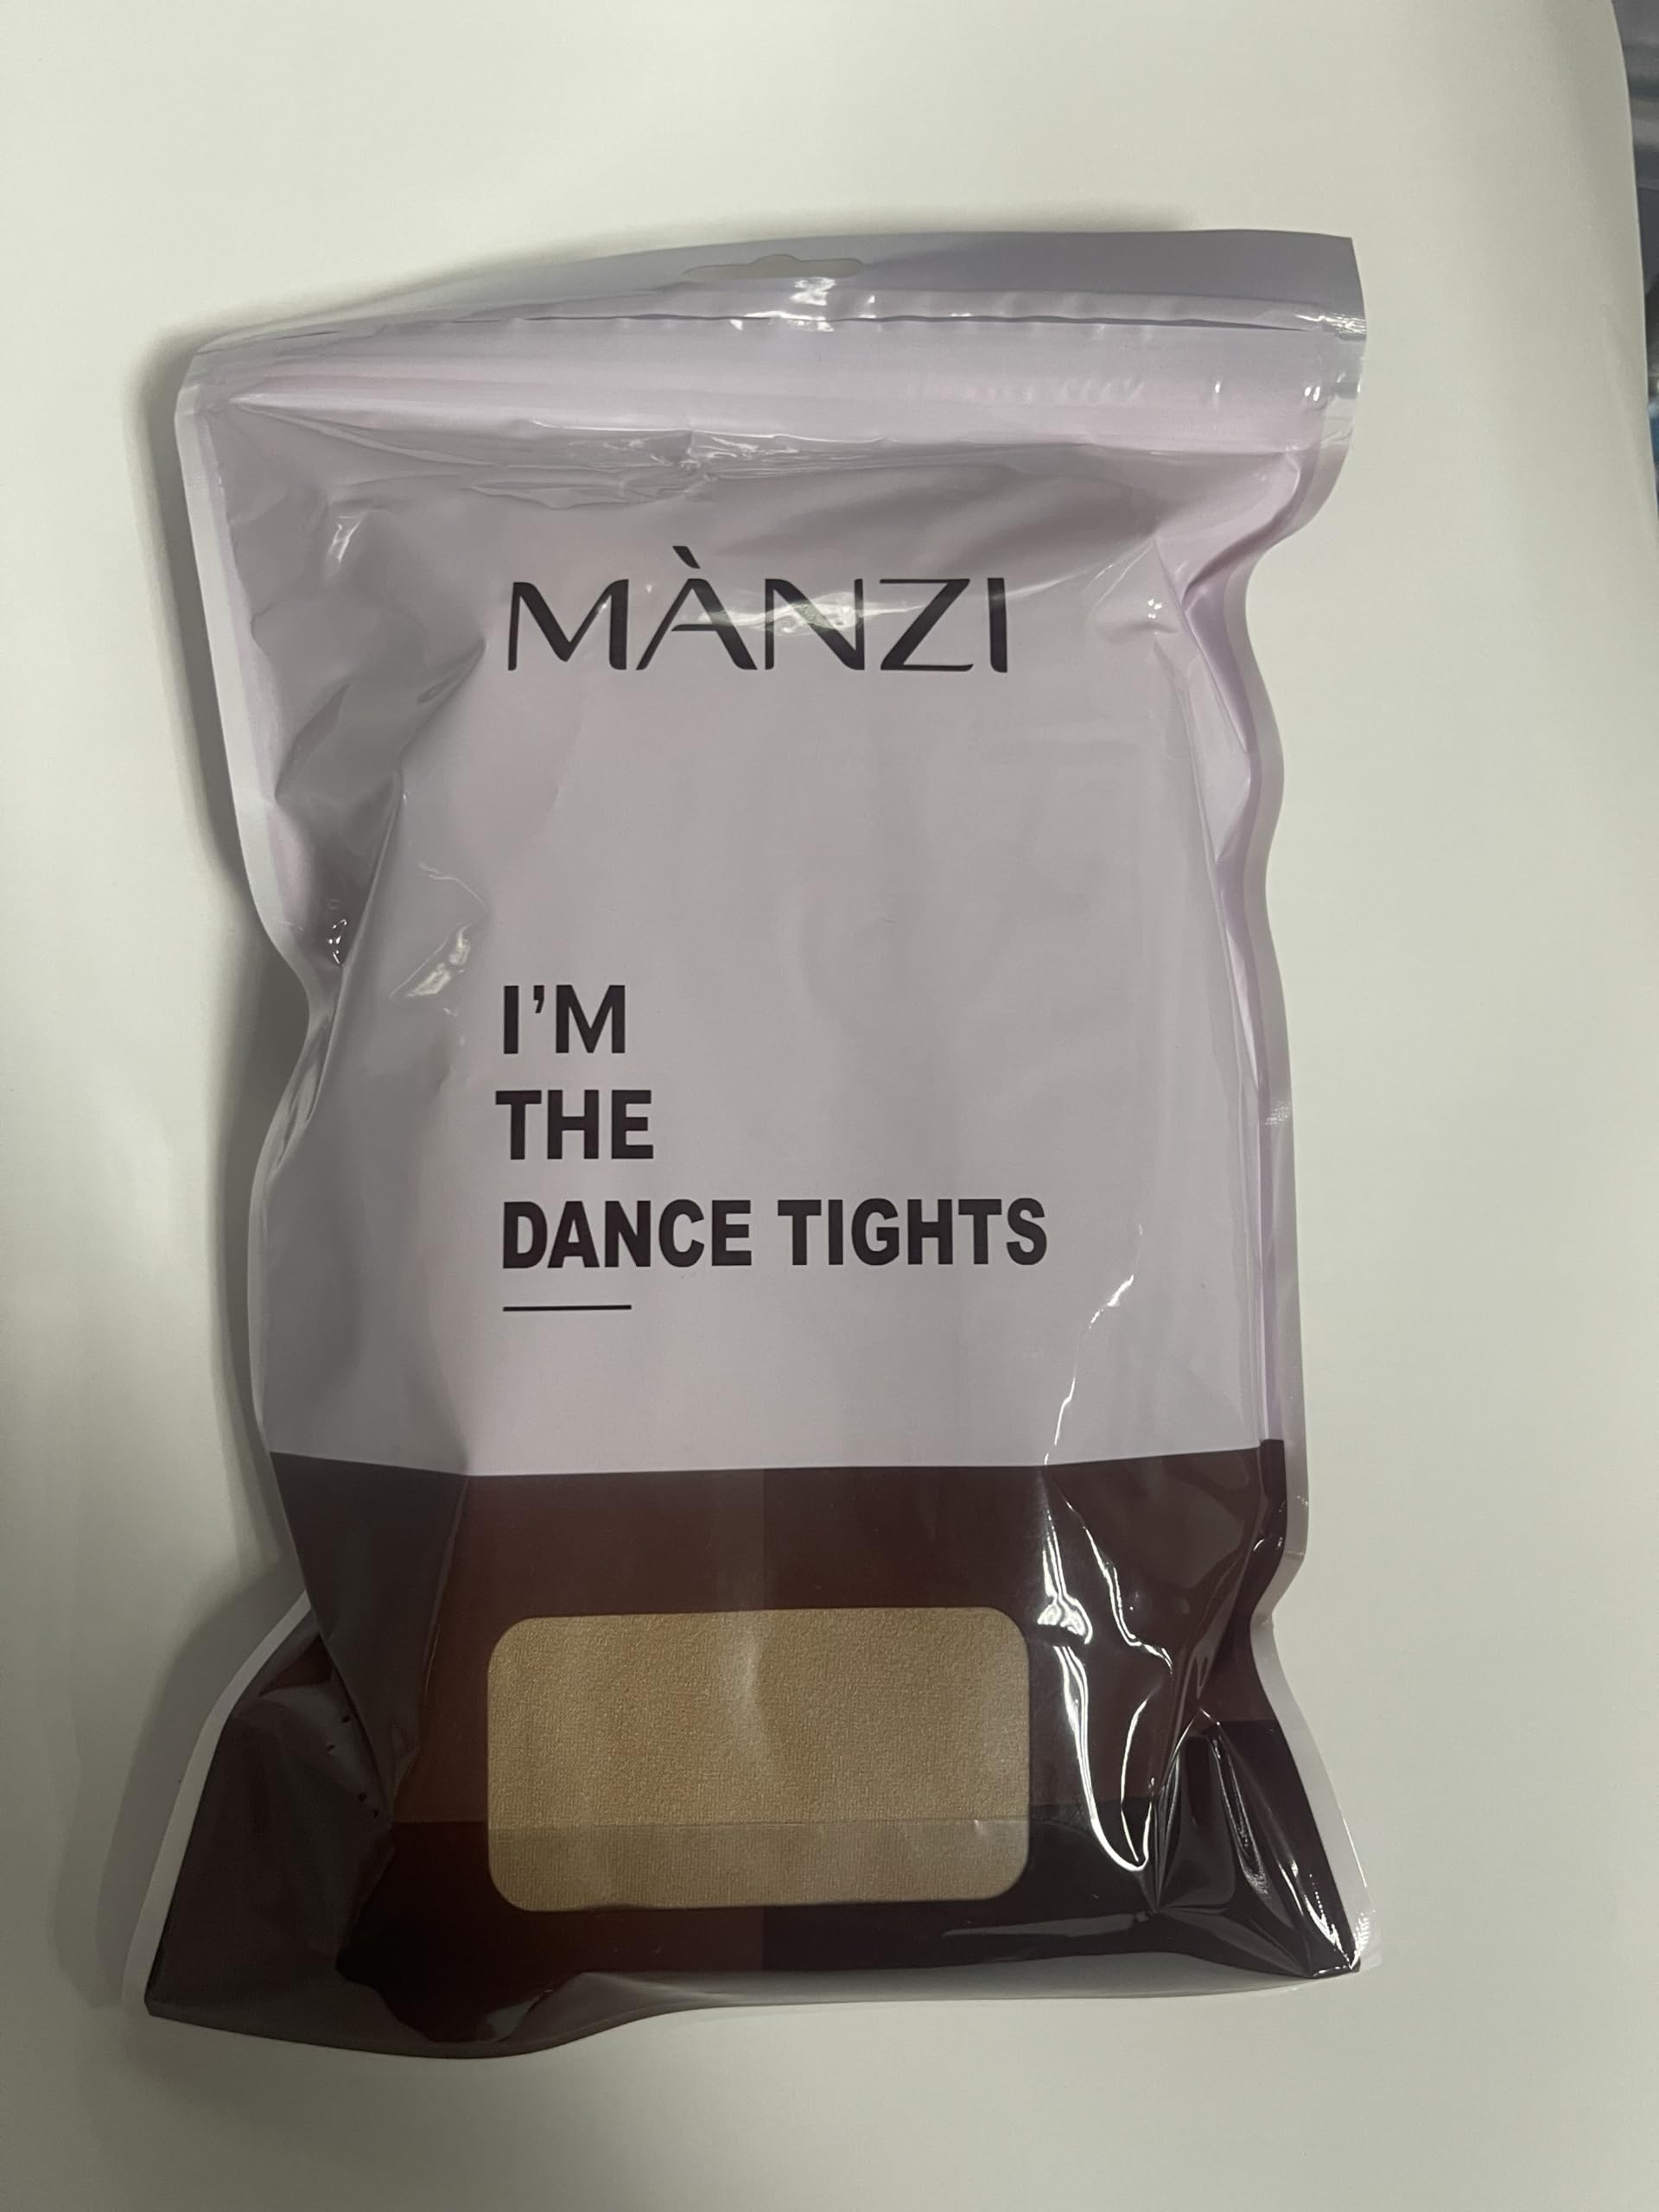 MÀNZI
I'M
THE
DANCE TIGHTS